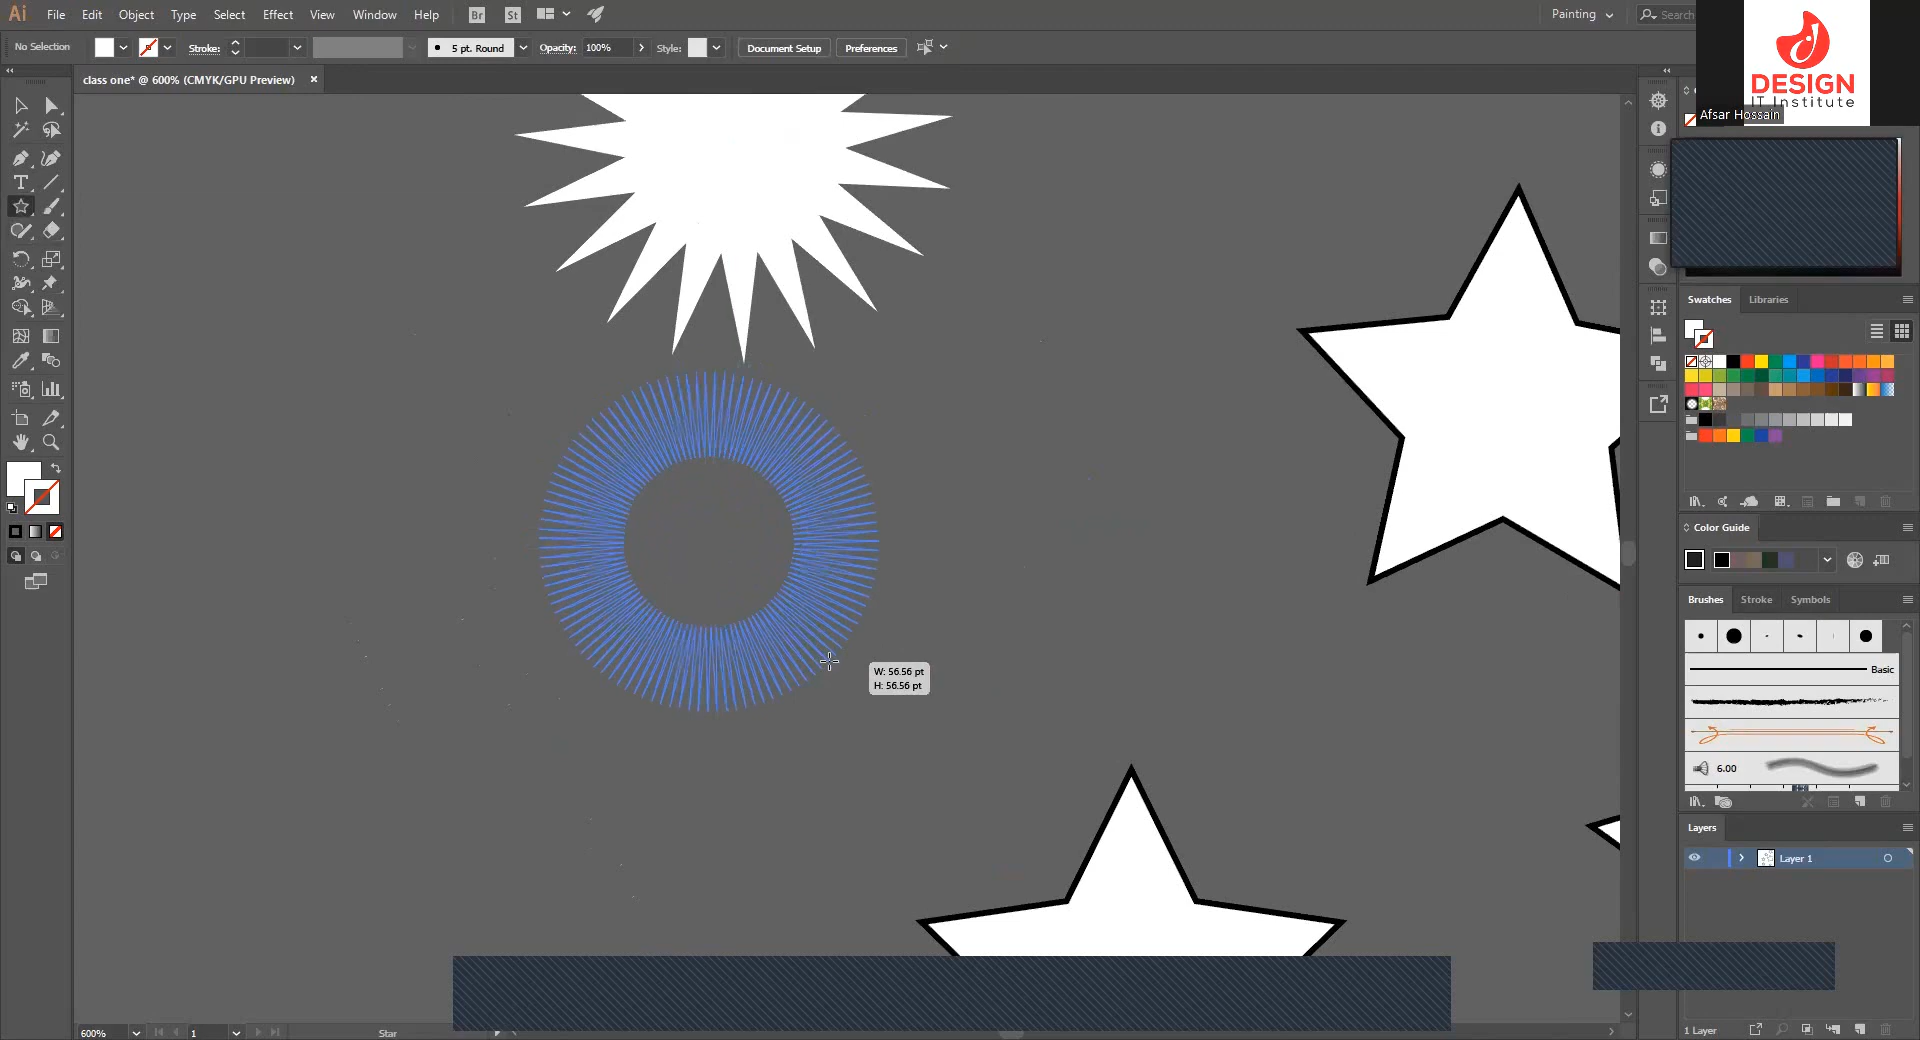 Ai File Edit Object Type Select Effect View Window Help Br St Painting Search
No Selection Stroke: 5 pt. Round Opacity: 100% Style: Document Setup Preferences
class one* @ 600% (CMYK/GPU Preview) ×
DESIGN
IT Institute
Afsar Hossain
Swatches Libraries
Color Guide
Brushes Stroke Symbols
Basic
W: 56.56 pt
H: 56.56 pt
6.00
Layers
Layer 1
600% 1 Star 1 Layer